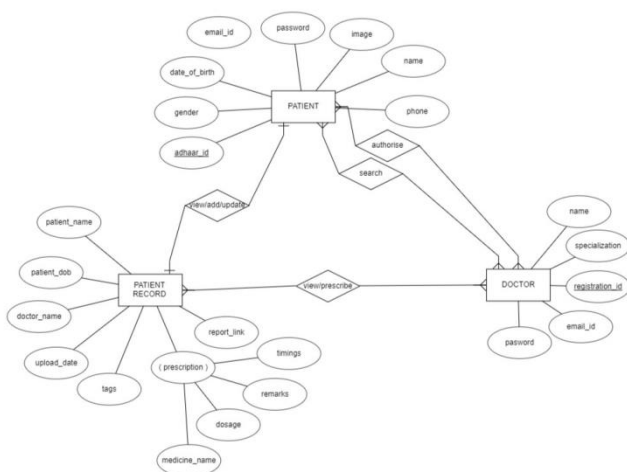 password
image
email_id
name
date_of_birth
PATIENT
gender
phone
authorise
adhaar_id
search
view/add/update
name
patient_name
specialization
patient_dob
PATIENT
RECORD
view/prescribe
DOCTOR
registration_id
doctor_name
report_link
email_id
pasword
upload_date
timings
( prescription )
tags
remarks
dosage
medicine_name